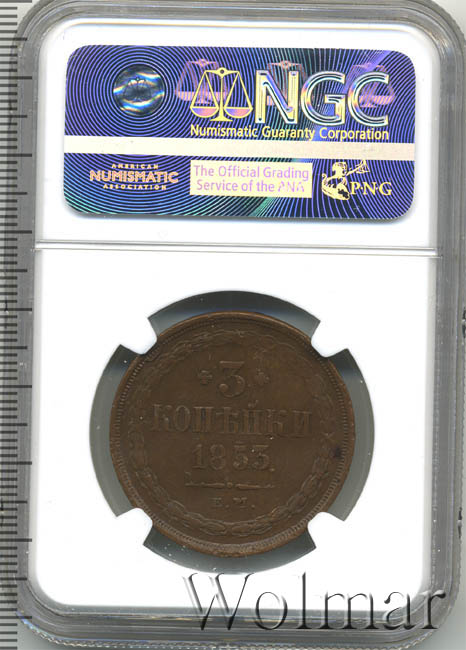 NGC
Numismatic Guaranty Corporation
AMERICAN
NUMISMATIC
ASSOCIATION
The Official Grading
Service of the ANA
PNG
3
КОПѢЙКИ
1853.
Е.М.
Wolmar